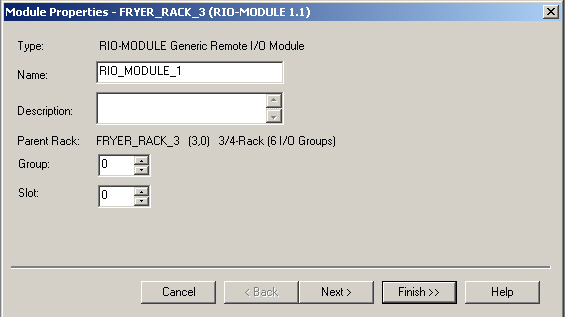 Module Properties - FRYER_RACK_3 (RIO-MODULE 1.1)
Type: RIO-MODULE Generic Remote I/O Module
Name: RIO_MODULE_1
Description:
Parent Rack: FRYER_RACK_3 (3,0) 3/4-Rack (6 I/O Groups)
Group: 0
Slot: 0
Cancel < Back Next > Finish >> Help